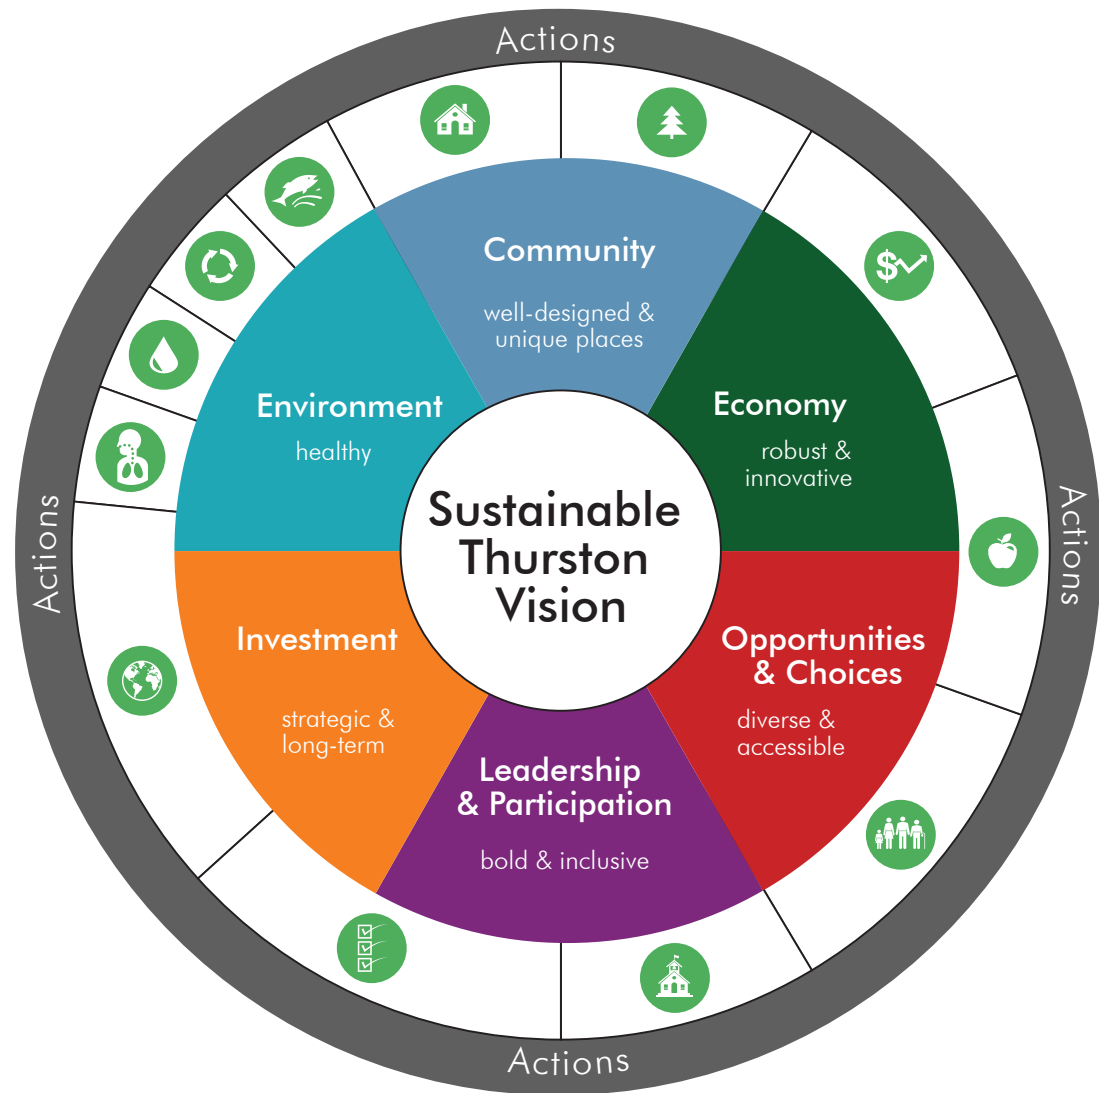 Actions
Community
well-designed &
unique places
Environment
healthy
Economy
robust &
innovative
Sustainable
Thurston
Vision
Actions
Actions
Investment
strategic &
long-term
Opportunities
& Choices
diverse &
accessible
Leadership
& Participation
bold & inclusive
Actions
$